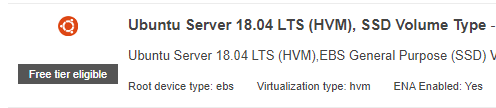 Ubuntu Server 18.04 LTS (HVM), SSD Volume Type -
Ubuntu Server 18.04 LTS (HVM),EBS General Purpose (SSD) V
Free tier eligible
Root device type: ebs Virtualization type: hvm ENA Enabled: Yes